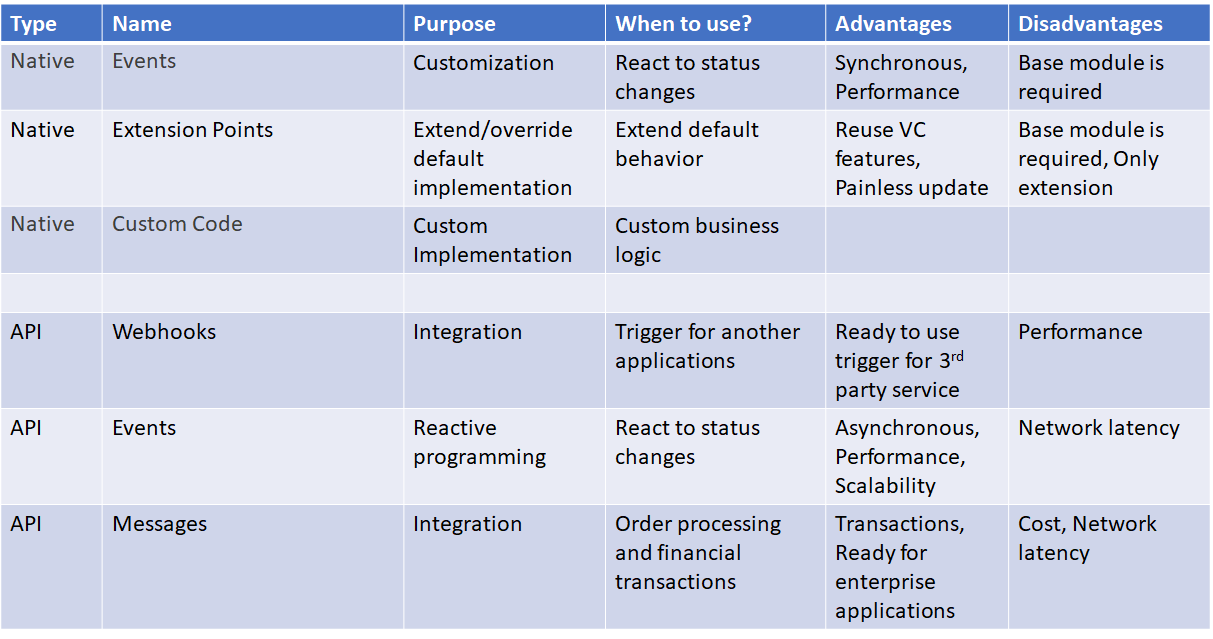 Type Name Purpose When to use? Advantages Disadvantages
Native Events Customization React to status changes Synchronous, Performance Base module is required
Native Extension Points Extend/override default implementation Extend default behavior Reuse VC features, Painless update Base module is required, Only extension
Native Custom Code Custom Implementation Custom business logic
API Webhooks Integration Trigger for another applications Ready to use trigger for 3rd party service Performance
API Events Reactive programming React to status changes Asynchronous, Performance, Scalability Network latency
API Messages Integration Order processing and financial transactions Transactions, Ready for enterprise applications Cost, Network latency